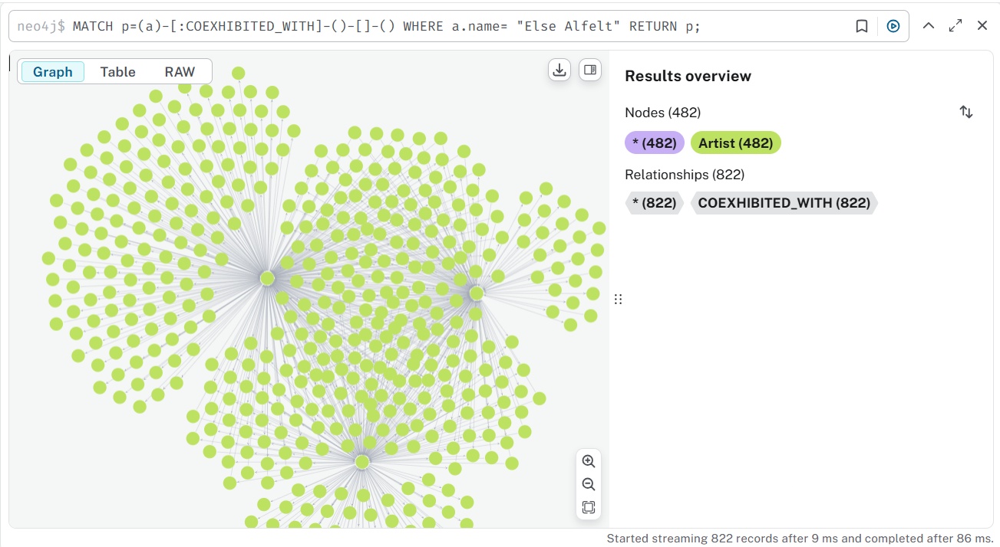 neo4j$ MATCH p=(a)-[:COEXHIBITED_WITH]-()-[]-() WHERE a.name= "Else Alfelt" RETURN p;
Graph Table RAW
Results overview
Nodes (482)
* (482) Artist (482)
Relationships (822)
* (822) COEXHIBITED_WITH (822)
Started streaming 822 records after 9 ms and completed after 86 ms.